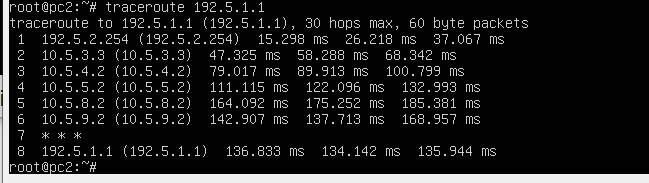 root@pc2:~# traceroute 192.5.1.1
traceroute to 192.5.1.1 (192.5.1.1), 30 hops max, 60 byte packets
1 192.5.2.254 (192.5.2.254) 15.298 ms 26.218 ms 37.067 ms
2 10.5.3.3 (10.5.3.3) 47.325 ms 58.288 ms 68.342 ms
3 10.5.4.2 (10.5.4.2) 79.017 ms 89.913 ms 100.799 ms
4 10.5.5.2 (10.5.5.2) 111.115 ms 122.096 ms 132.993 ms
5 10.5.8.2 (10.5.8.2) 164.092 ms 175.252 ms 185.381 ms
6 10.5.9.2 (10.5.9.2) 142.907 ms 137.713 ms 168.957 ms
7 * * *
8 192.5.1.1 (192.5.1.1) 136.833 ms 134.142 ms 135.944 ms
root@pc2:~#